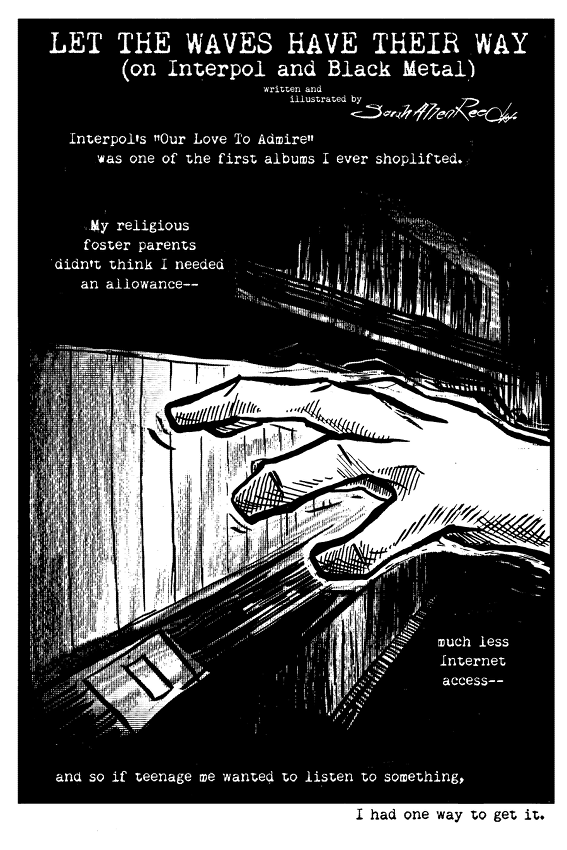 LET THE WAVES HAVE THEIR WAY
(on Interpol and Black Metal)
written and
illustrated by
Interpol's "Our Love To Admire"
was one of the first albums I ever shoplifted.
My religious
foster parents
didn't think I needed
an allowance--
much less
Internet
access--
and so if teenage me wanted to listen to something,
I had one way to get it.